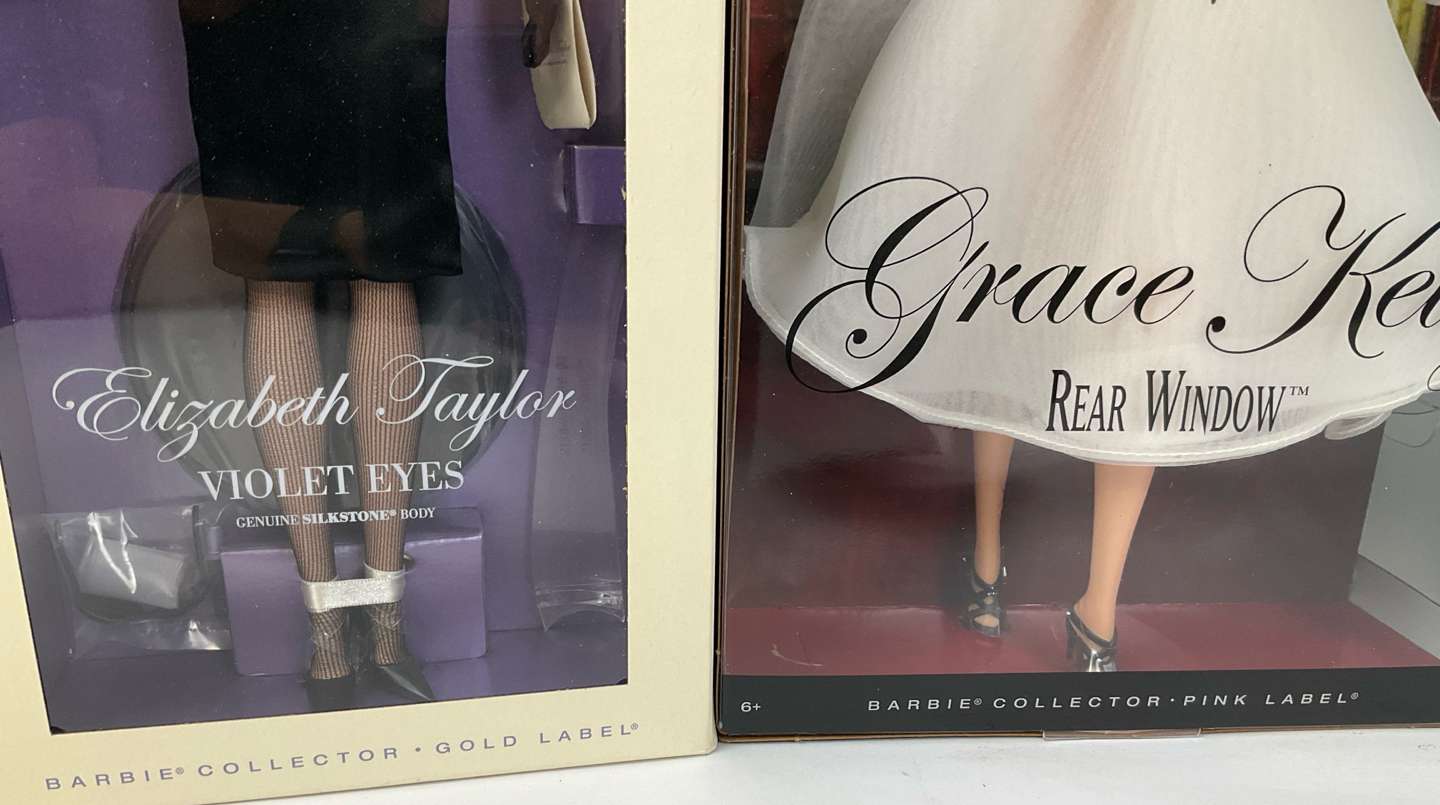 Elizabeth Taylor
VIOLET EYES
GENUINE SILKSTONE® BODY
BARBIE® COLLECTOR · GOLD LABEL®
Grace Kel
REAR WINDOW™
6+
BARBIE® COLLECTOR · PINK LABEL®